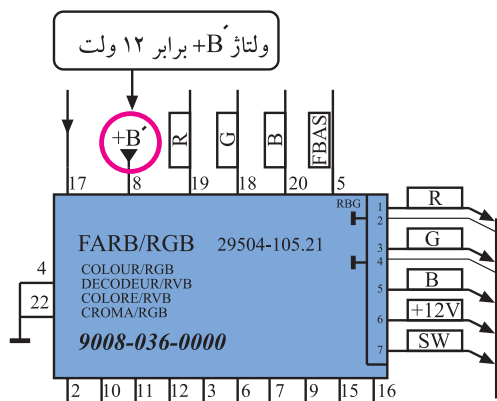 ولتاژ B´+ برابر ۱۲ ولت
+B´
R
G
B
FBAS
17
8
19
18
20
5
RBG
1
2
3
4
5
6
7
R
G
B
+12V
SW
FARB/RGB 29504-105.21
COLOUR/RGB
DECODEUR/RVB
COLORE/RVB
CROMA/RGB
9008-036-0000
4
22
2
10
11
12
3
6
7
9
15
16